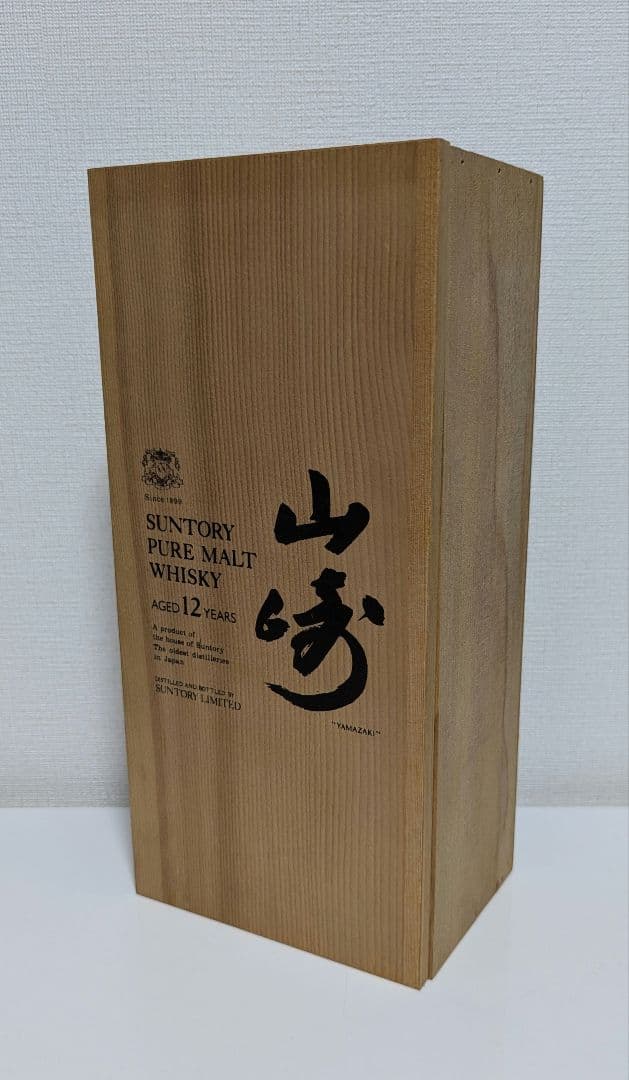 Since 1899
SUNTORY
PURE MALT
WHISKY
AGED 12 YEARS
A product of
the house of Suntory
The oldest distilleries
in Japan
DISTILLED AND BOTTLED BY
SUNTORY LIMITED
山崎
"YAMAZAKI"